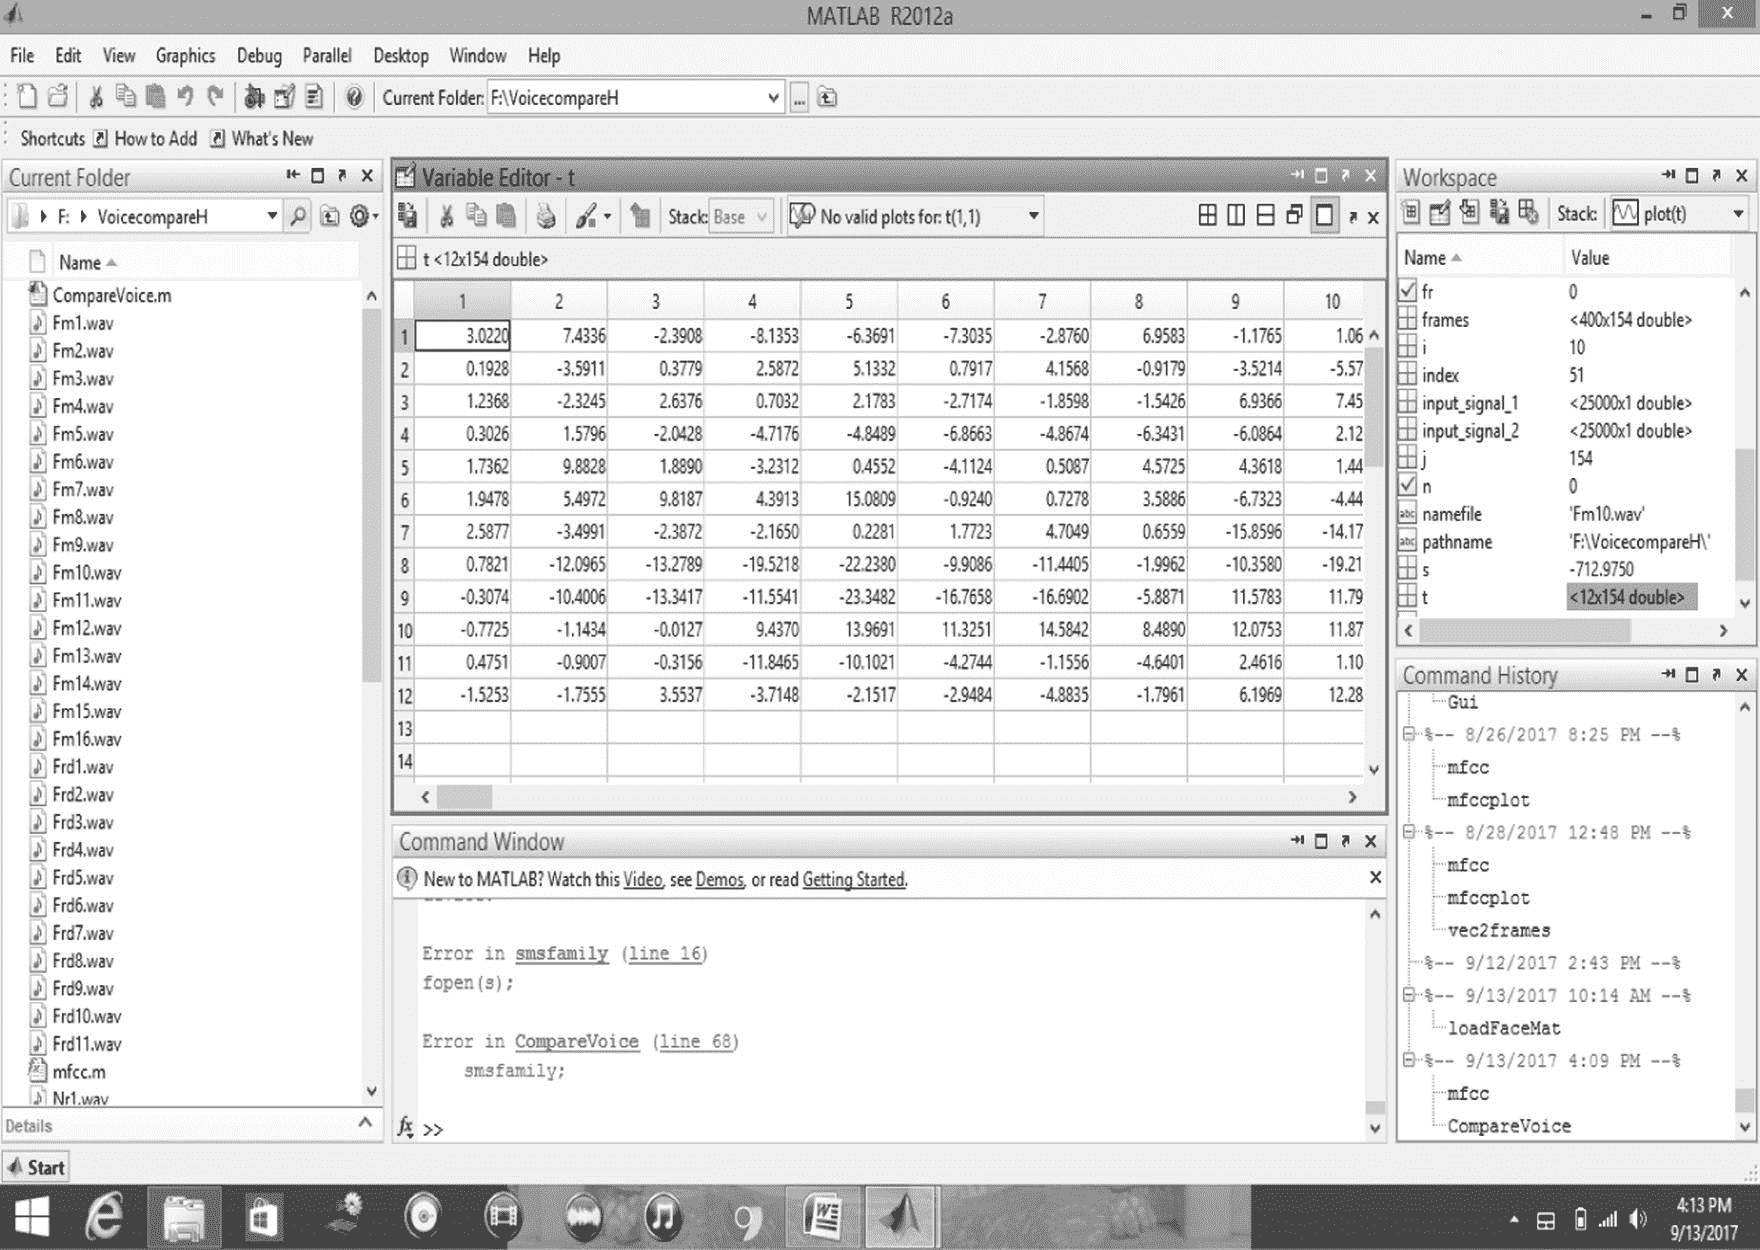 MATLAB R2012a
File Edit View Graphics Debug Parallel Desktop Window Help
Current Folder: F:\VoicecompareH
Shortcuts How to Add What's New
Current Folder
F: VoicecompareH
Name
CompareVoice.m
Fm1.wav
Fm2.wav
Fm3.wav
Fm4.wav
Fm5.wav
Fm6.wav
Fm7.wav
Fm8.wav
Fm9.wav
Fm10.wav
Fm11.wav
Fm12.wav
Fm13.wav
Fm14.wav
Fm15.wav
Fm16.wav
Frd1.wav
Frd2.wav
Frd3.wav
Frd4.wav
Frd5.wav
Frd6.wav
Frd7.wav
Frd8.wav
Frd9.wav
Frd10.wav
Frd11.wav
mfcc.m
Nr1.wav
Details
Start
Variable Editor - t
Stack: Base No valid plots for: t(1,1)
t <12x154 double>
1 2 3 4 5 6 7 8 9 10
1 3.0220 7.4336 -2.3908 -8.1353 -6.3691 -7.3035 -2.8760 6.9583 -1.1765 1.06
2 0.1928 -3.5911 0.3779 2.5872 5.1332 0.7917 4.1568 -0.9179 -3.5214 -5.57
3 1.2368 -2.3245 2.6376 0.7032 2.1783 -2.7174 -1.8598 -1.5426 6.9366 7.45
4 0.3026 1.5796 -2.0428 -4.7176 -4.8489 -6.8663 -4.8674 -6.3431 -6.0864 2.12
5 1.7362 9.8828 1.8890 -3.2312 0.4552 -4.1124 0.5087 4.5725 4.3618 1.44
6 1.9478 5.4972 9.8187 4.3913 15.0809 -0.9240 0.7278 3.5886 -6.7323 -4.44
7 2.5877 -3.4991 -2.3872 -2.1650 0.2281 1.7723 4.7049 0.6559 -15.8596 -14.17
8 0.7821 -12.0965 -13.2789 -19.5218 -22.2380 -9.9086 -11.4405 -1.9962 -10.3580 -19.21
9 -0.3074 -10.4006 -13.3417 -11.5541 -23.3482 -16.7658 -16.6902 -5.8871 11.5783 11.79
10 -0.7725 -1.1434 -0.0127 9.4370 13.9691 11.3251 14.5842 8.4890 12.0753 11.87
11 0.4751 -0.9007 -0.3156 -11.8465 -10.1021 -4.2744 -1.1556 -4.6401 2.4616 1.10
12 -1.5253 -1.7555 3.5537 -3.7148 -2.1517 -2.9484 -4.8835 -1.7961 6.1969 12.28
13
14
Command Window
New to MATLAB? Watch this Video, see Demos, or read Getting Started.
Error in smsfamily (line 16)
fopen(s);
Error in CompareVoice (line 68)
smsfamily;
fx >>
Workspace
Stack: plot(t)
Name Value
fr 0
frames <400x154 double>
i 10
index 51
input_signal_1 <25000x1 double>
input_signal_2 <25000x1 double>
j 154
n 0
abc namefile 'Fm10.wav'
abc pathname 'F:\VoicecompareH\'
s -712.9750
t <12x154 double>
Command History
Gui
%-- 8/26/2017 8:25 PM --%
mfcc
mfccplot
%-- 8/28/2017 12:48 PM --%
mfcc
mfccplot
vec2frames
%-- 9/12/2017 2:43 PM --%
%-- 9/13/2017 10:14 AM --%
loadFaceMat
%-- 9/13/2017 4:09 PM --%
mfcc
CompareVoice
4:13 PM
9/13/2017